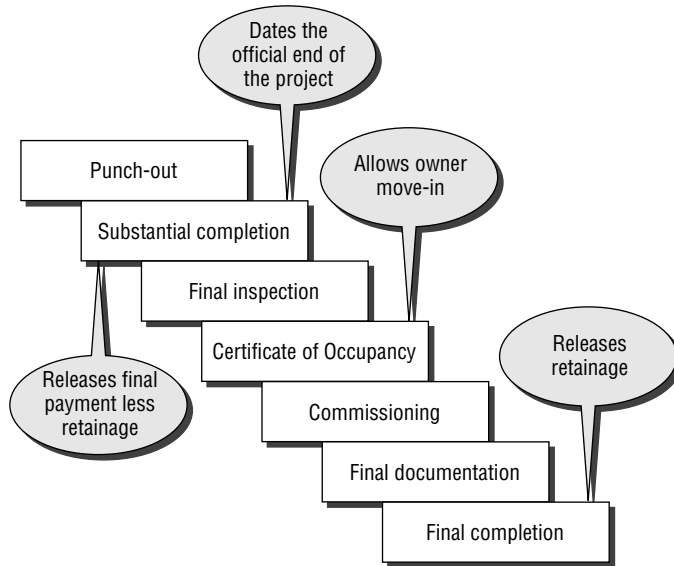 Dates the
official end of
the project
Punch-out
Allows owner
move-in
Substantial completion
Final inspection
Certificate of Occupancy
Releases
retainage
Releases final
payment less
retainage
Commissioning
Final documentation
Final completion